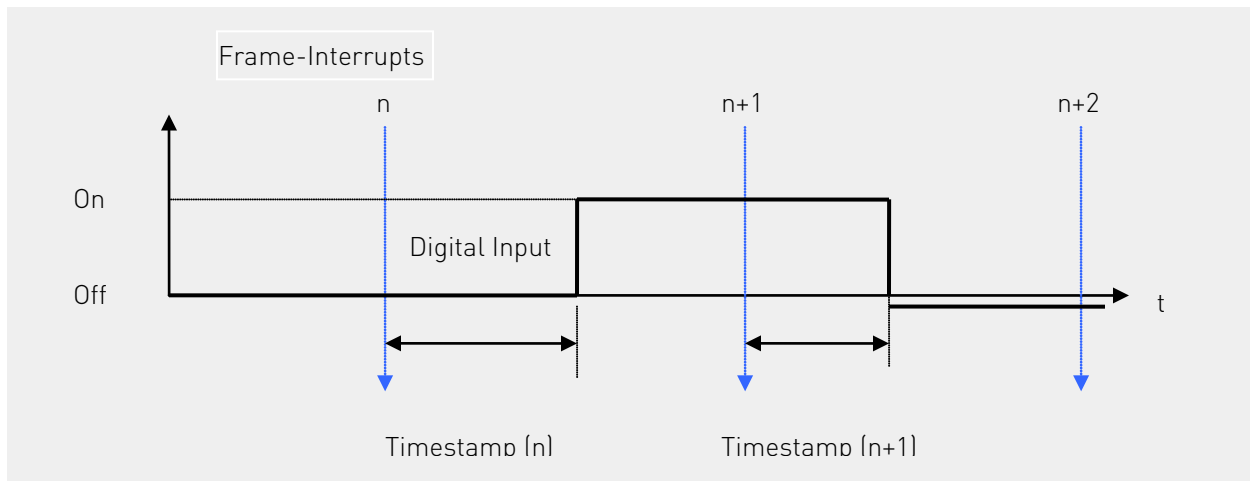 Frame-Interrupts
n
n+1
n+2
On
Digital Input
Off
t
Timestamp (n)
Timestamp (n+1)